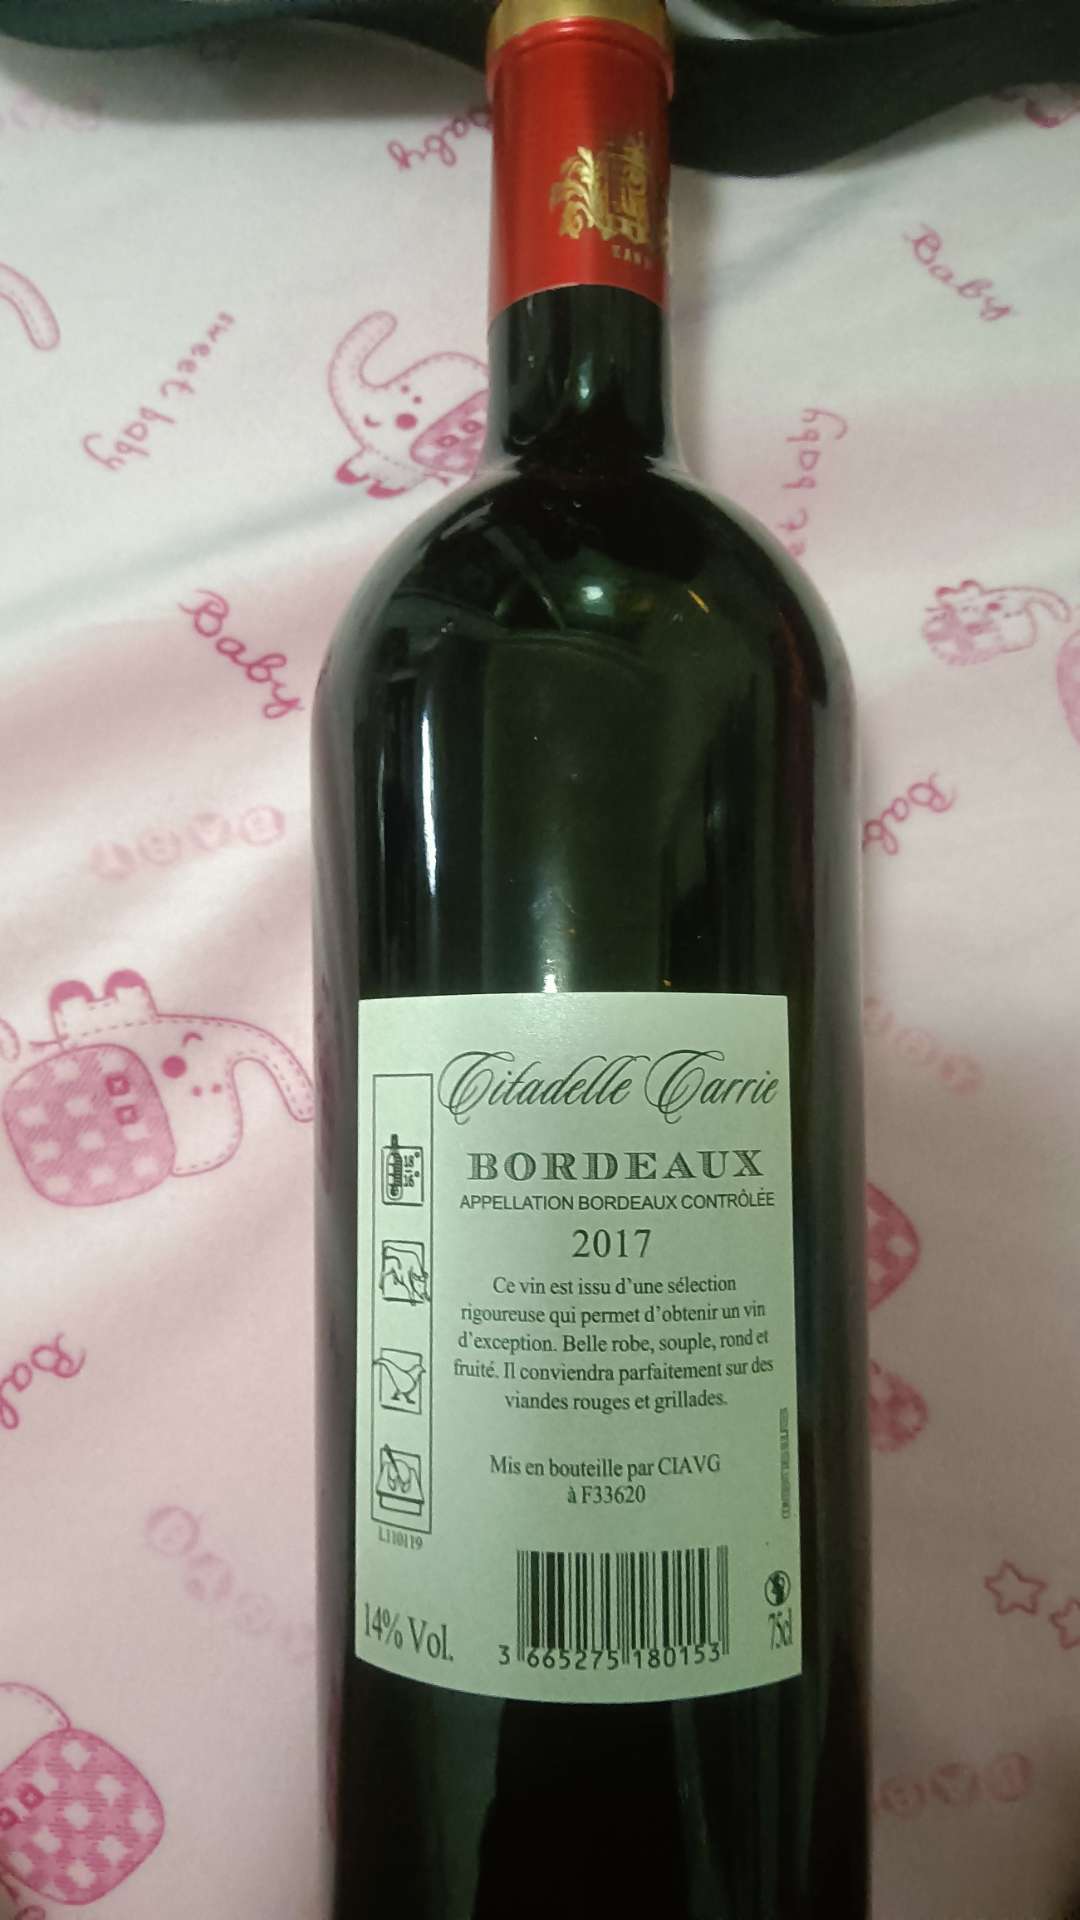 Baby
Baby
sweet baby
Baby
Citadelle Carrie
18°
16°
BORDEAUX
APPELLATION BORDEAUX CONTRÔLÉE
2017
Ce vin est issu d'une sélection
rigoureuse qui permet d'obtenir un vin
d'exception. Belle robe, souple, rond et
fruité. Il conviendra parfaitement sur des
viandes rouges et grillades.
Mis en bouteille par CIAVG
à F33620
L110119
14% Vol.
3 665275 180153
75cl